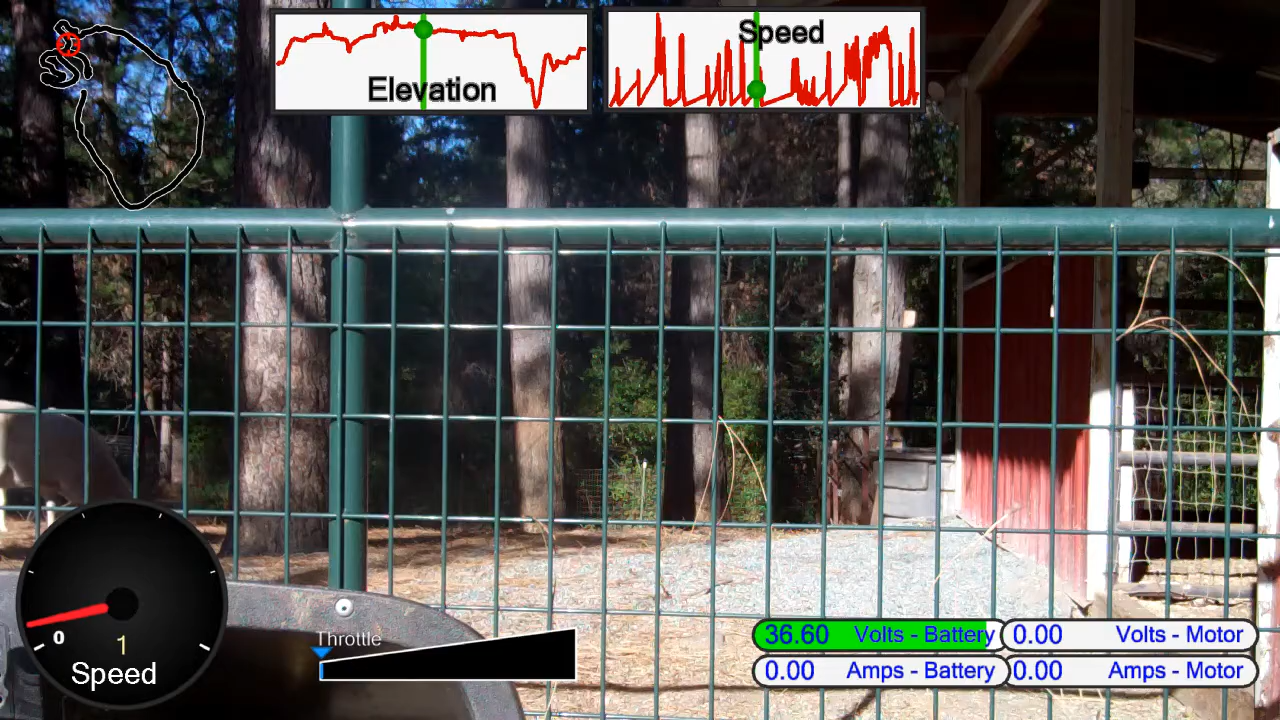 Speed
Elevation
0
1
Speed
Throttle
36.60 Volts - Battery
0.00 Volts - Motor
0.00 Amps - Battery
0.00 Amps - Motor